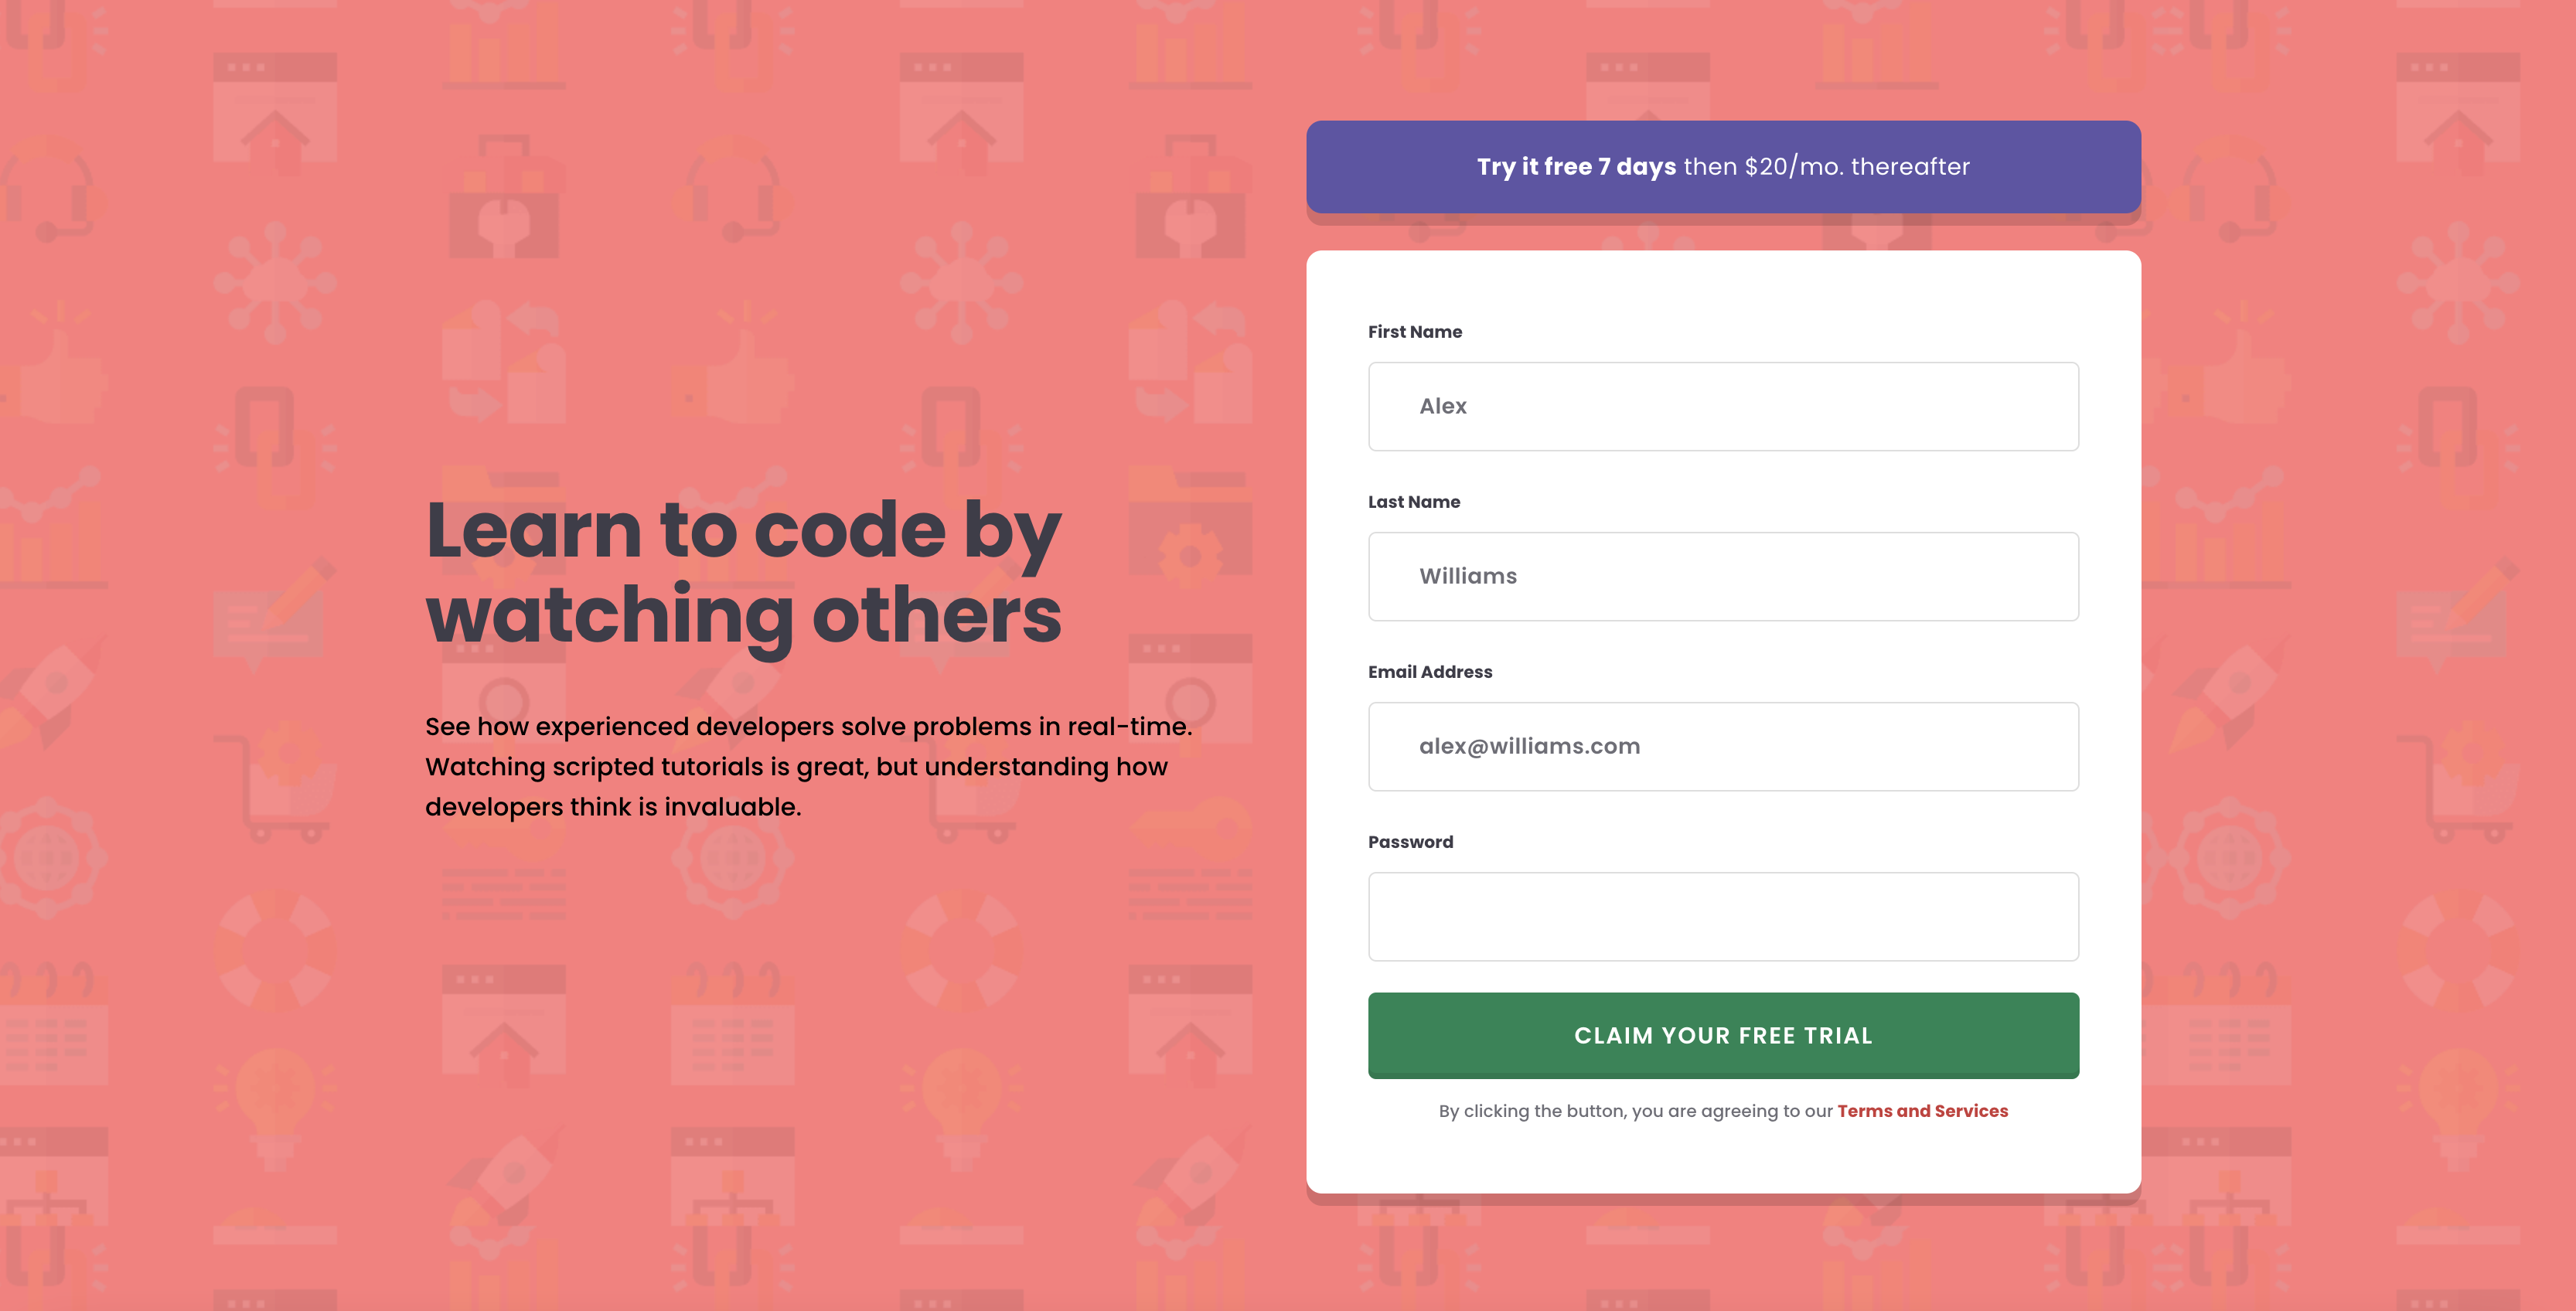 Learn to code by
watching others
See how experienced developers solve problems in real-time.
Watching scripted tutorials is great, but understanding how
developers think is invaluable.
Try it free 7 days then $20/mo. thereafter
First Name
Alex
Last Name
Williams
Email Address
alex@williams.com
Password
CLAIM YOUR FREE TRIAL
By clicking the button, you are agreeing to our Terms and Services